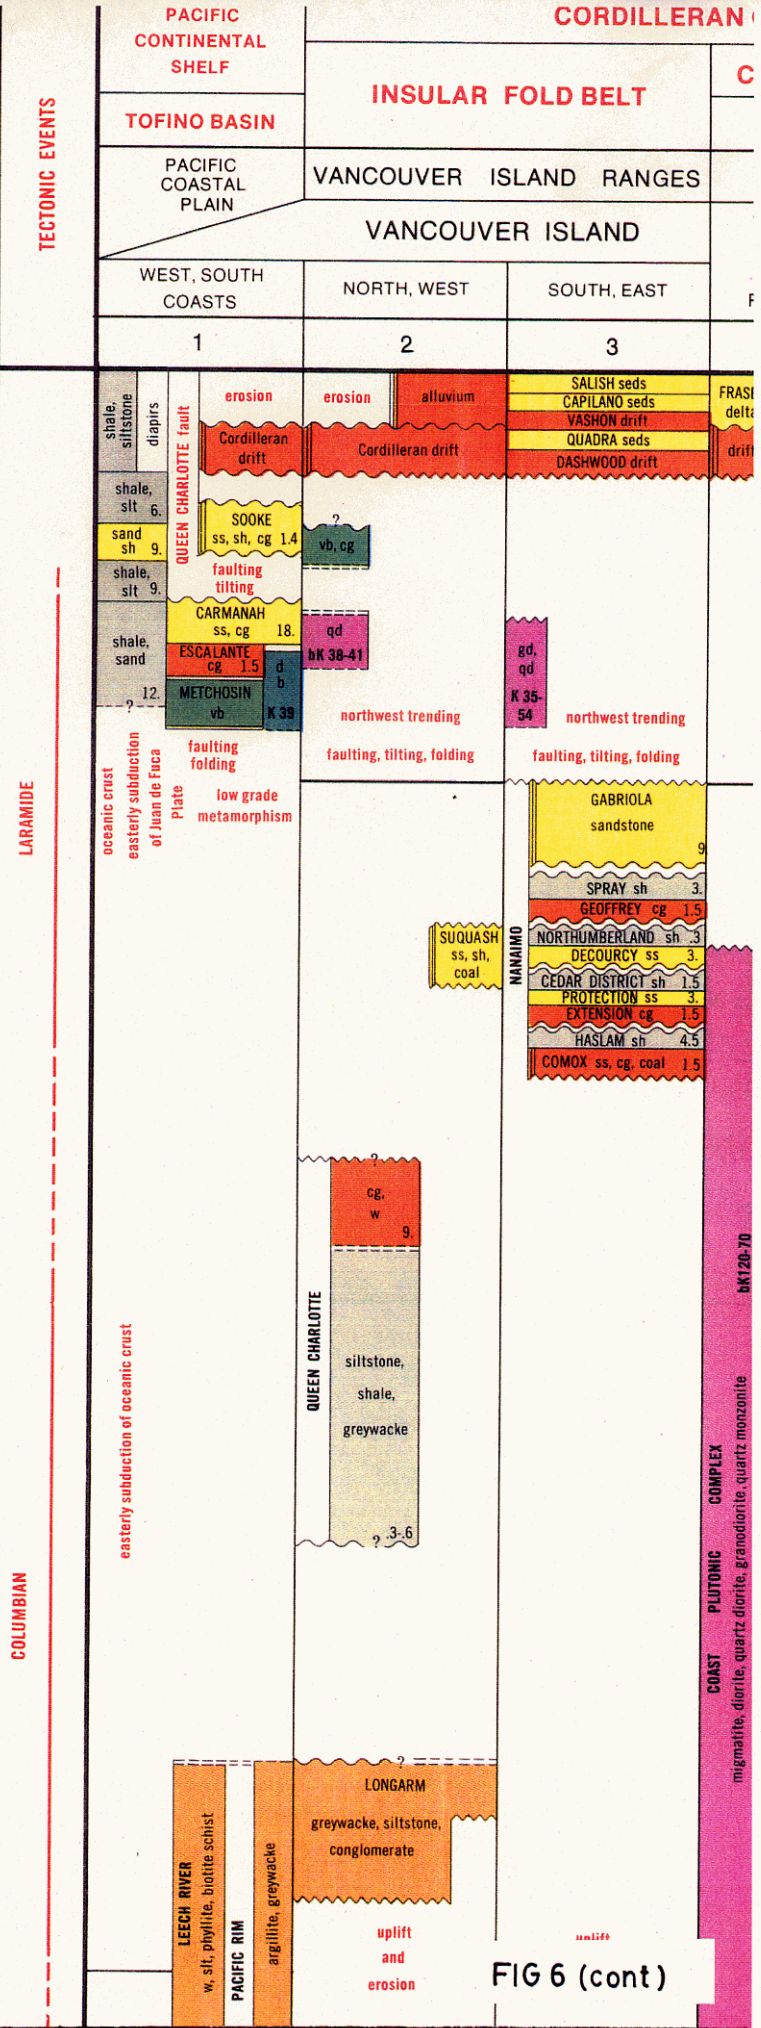 PACIFIC
CONTINENTAL
SHELF
CORDILLERAN
INSULAR FOLD BELT
C
TOFINO BASIN
TECTONIC EVENTS
PACIFIC
COASTAL
PLAIN
VANCOUVER ISLAND RANGES
VANCOUVER ISLAND
WEST, SOUTH
COASTS
NORTH, WEST
SOUTH, EAST
1
2
3
shale,
siltstone
diapirs
QUEEN CHARLOTTE fault
erosion
erosion
alluvium
SALISH seds
CAPILANO seds
VASHON drift
QUADRA seds
DASHWOOD drift
FRASE
delta
drift
Cordilleran
drift
Cordilleran drift
shale,
slt 6.
sand
sh 9.
shale,
slt 9.
shale,
sand
12.
?
SOOKE
ss, sh, cg 1.4
faulting
tilting
?
vb, cg
CARMANAH
ss, cg 18.
ESCALANTE
cg 1.5
METCHOSIN
vb
d
b
K 39
qd
bK 38-41
gd,
qd
K 35-
54
northwest trending
faulting, tilting, folding
northwest trending
faulting, tilting, folding
faulting
folding
low grade
metamorphism
oceanic crust
easterly subduction
of Juan de Fuca
Plate
LARAMIDE
GABRIOLA
sandstone
9
SPRAY sh 3.
GEOFFREY cg 1.5
NORTHUMBERLAND sh .3
DECOURCY ss 3.
CEDAR DISTRICT sh 1.5
PROTECTION ss 3.
EXTENSION cg 1.5
HASLAM sh 4.5
COMOX ss, cg, coal 1.5
NANAIMO
SUQUASH
ss, sh,
coal
?
cg,
w
9.
QUEEN CHARLOTTE
siltstone,
shale,
greywacke
? .3-.6
easterly subduction of oceanic crust
COLUMBIAN
bK120-70
COAST PLUTONIC COMPLEX
migmatite, diorite, quartz diorite, granodiorite, quartz monzonite
?
LONGARM
greywacke, siltstone,
conglomerate
LEECH RIVER
w, slt, phyllite, biotite schist
PACIFIC RIM
argillite, greywacke
uplift
and
erosion
uplift
FIG 6 (cont)